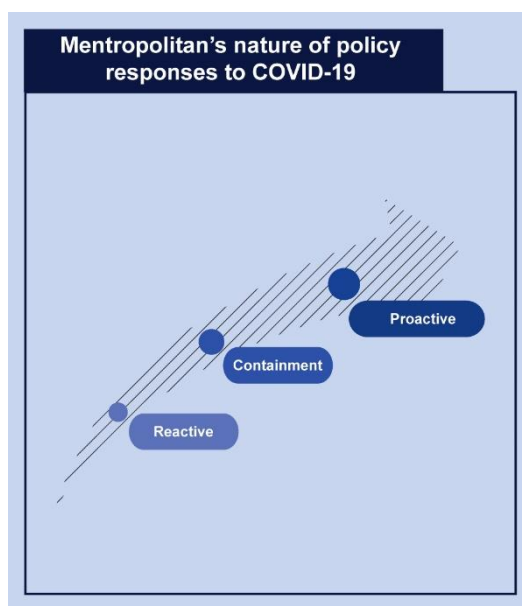 Mentropolitan’s nature of policy
responses to COVID-19
Proactive
Containment
Reactive